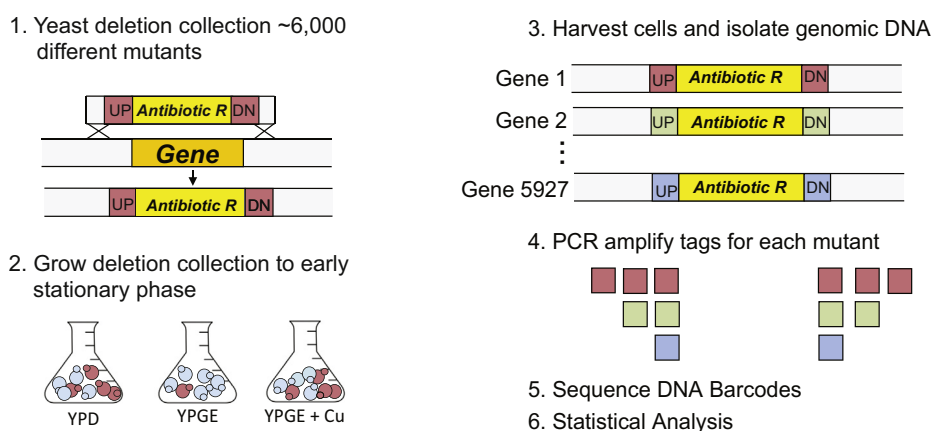 1. Yeast deletion collection ~6,000
different mutants
UP Antibiotic R DN
Gene
UP Antibiotic R DN
2. Grow deletion collection to early
stationary phase
YPD YPGE YPGE + Cu
3. Harvest cells and isolate genomic DNA
Gene 1 UP Antibiotic R DN
Gene 2 UP Antibiotic R DN
Gene 5927 UP Antibiotic R DN
4. PCR amplify tags for each mutant
5. Sequence DNA Barcodes
6. Statistical Analysis